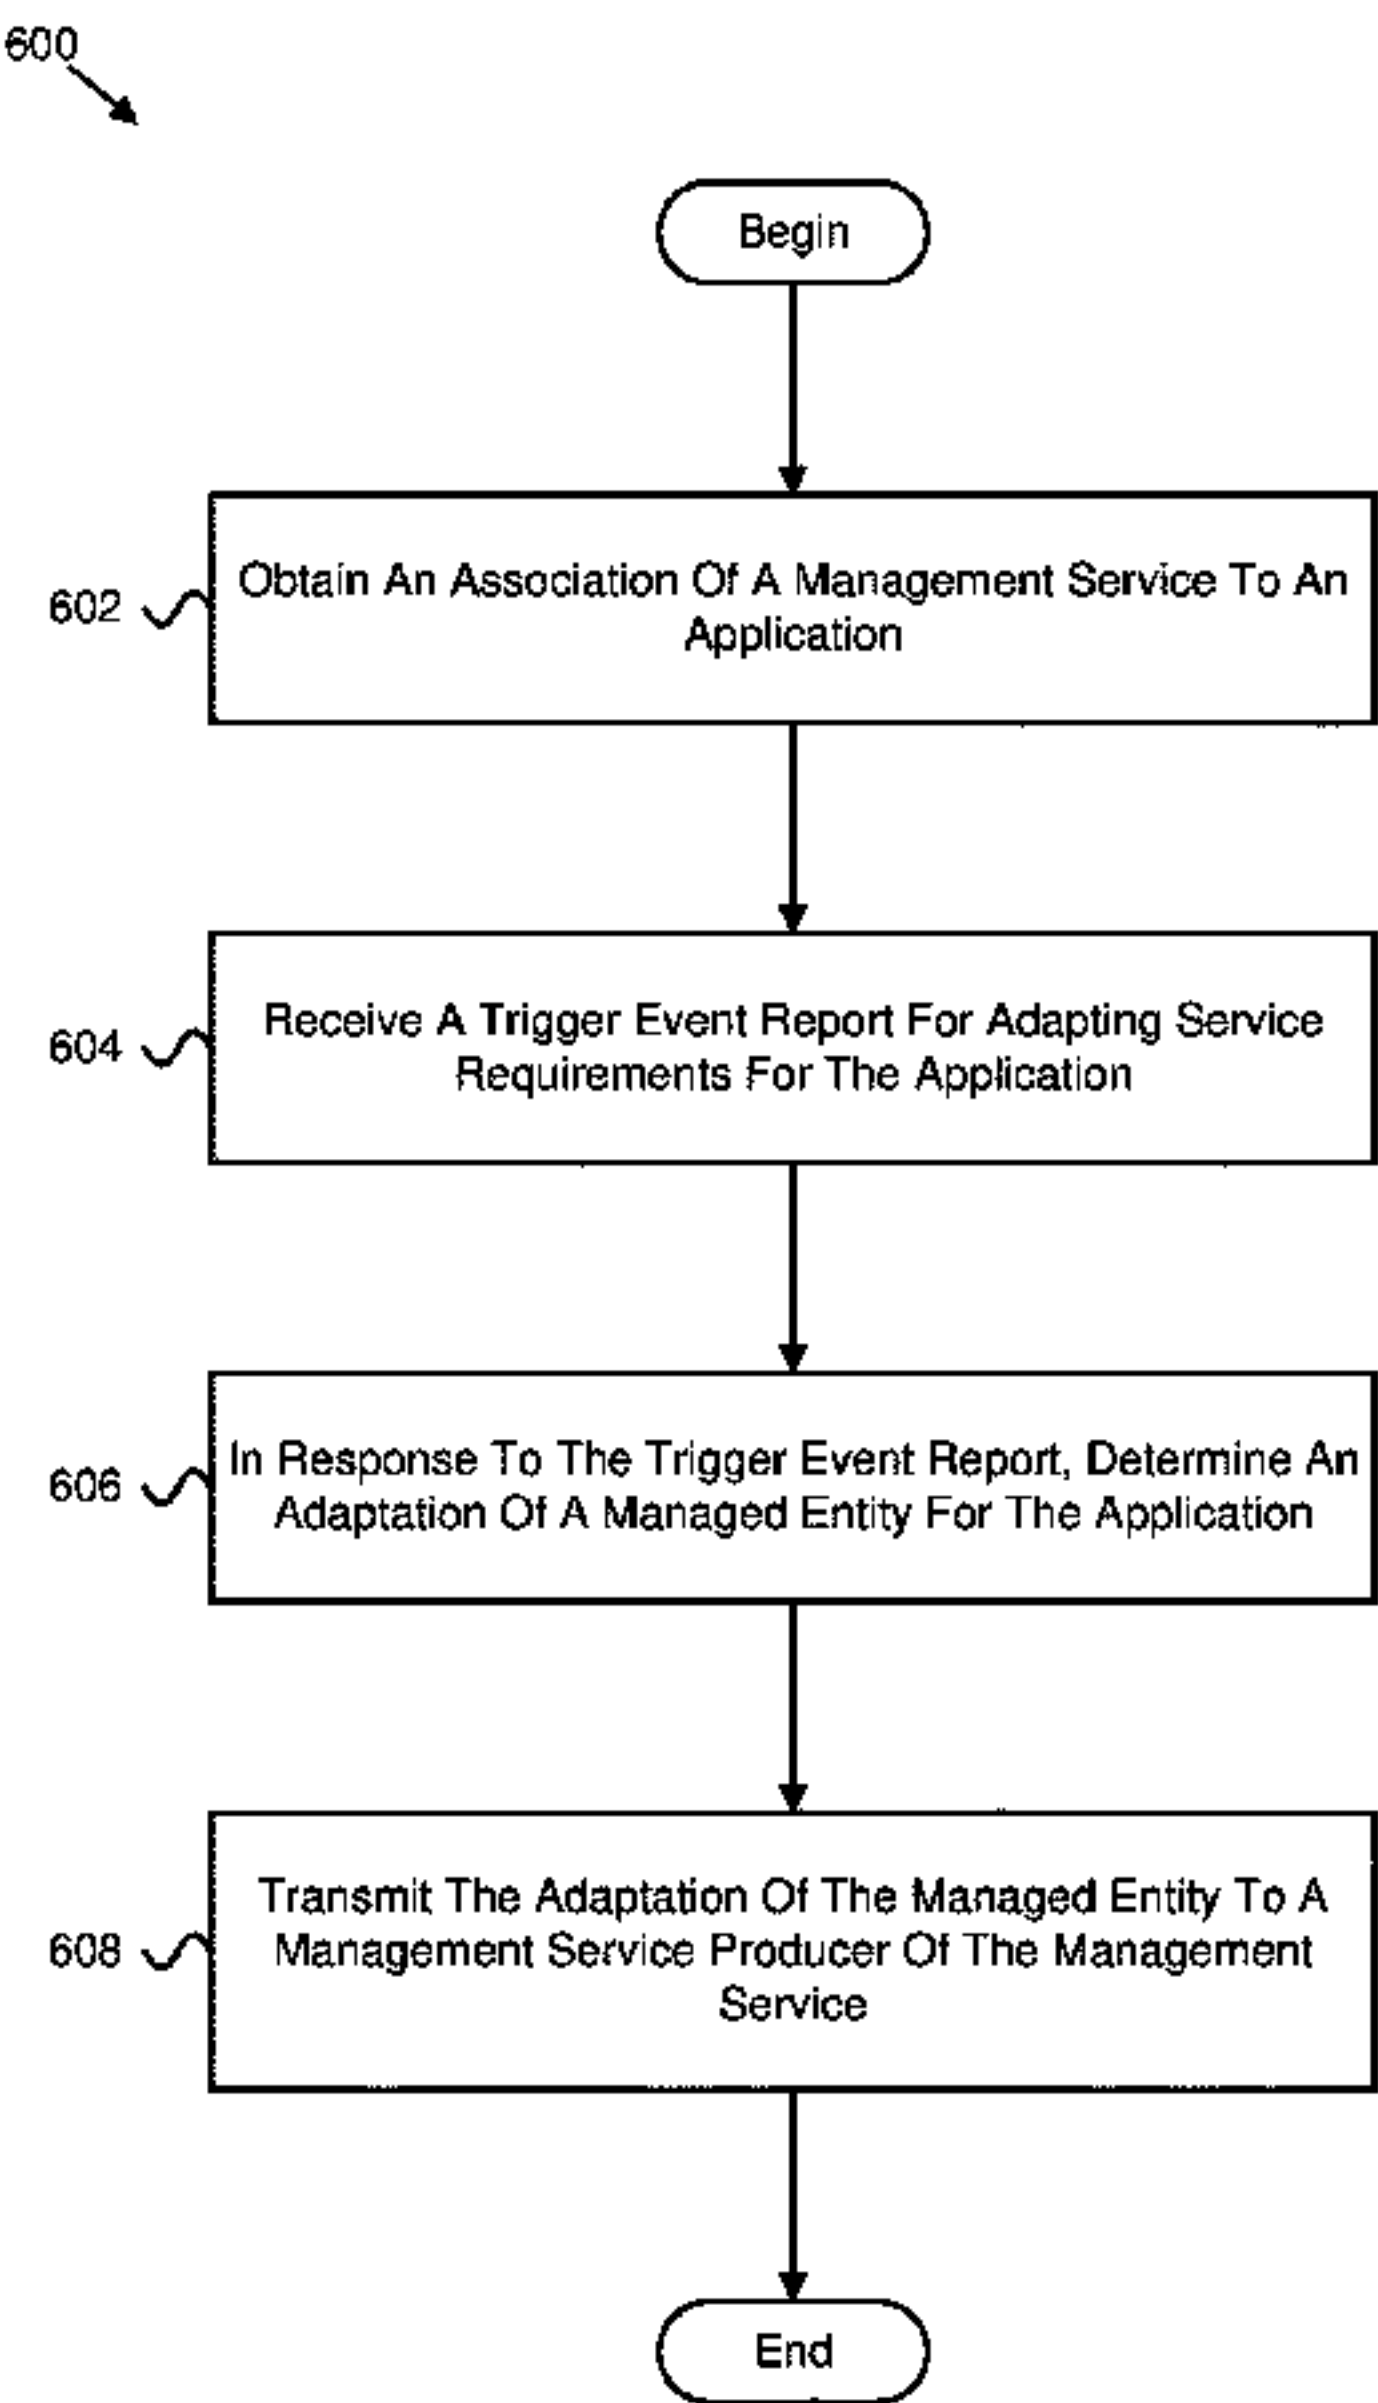 600
Begin
602
Obtain An Association Of A Management Service To An
Application
604
Receive A Trigger Event Report For Adapting Service
Requirements For The Application
606
In Response To The Trigger Event Report, Determine An
Adaptation Of A Managed Entity For The Application
608
Transmit The Adaptation Of The Managed Entity To A
Management Service Producer Of The Management
Service
End